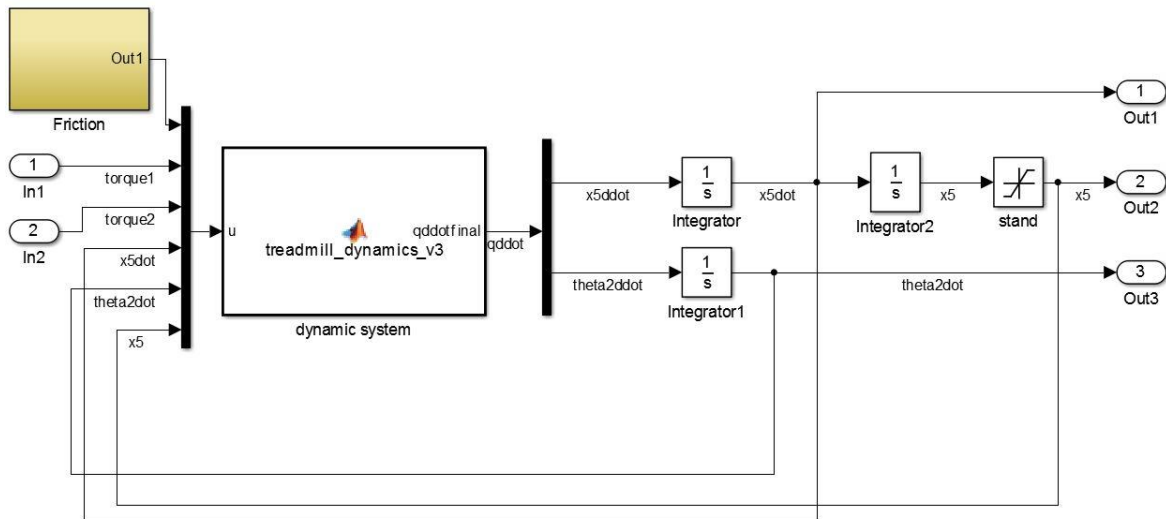 Out1
Friction
1
In1
torque1
2
In2
torque2
x5dot
theta2dot
x5
u
treadmill_dynamics_v3
qddotfinal
dynamic system
qddot
x5ddot
1
s
Integrator
x5dot
theta2ddot
1
s
Integrator1
1
s
Integrator2
x5
stand
x5
theta2dot
1
Out1
2
Out2
3
Out3